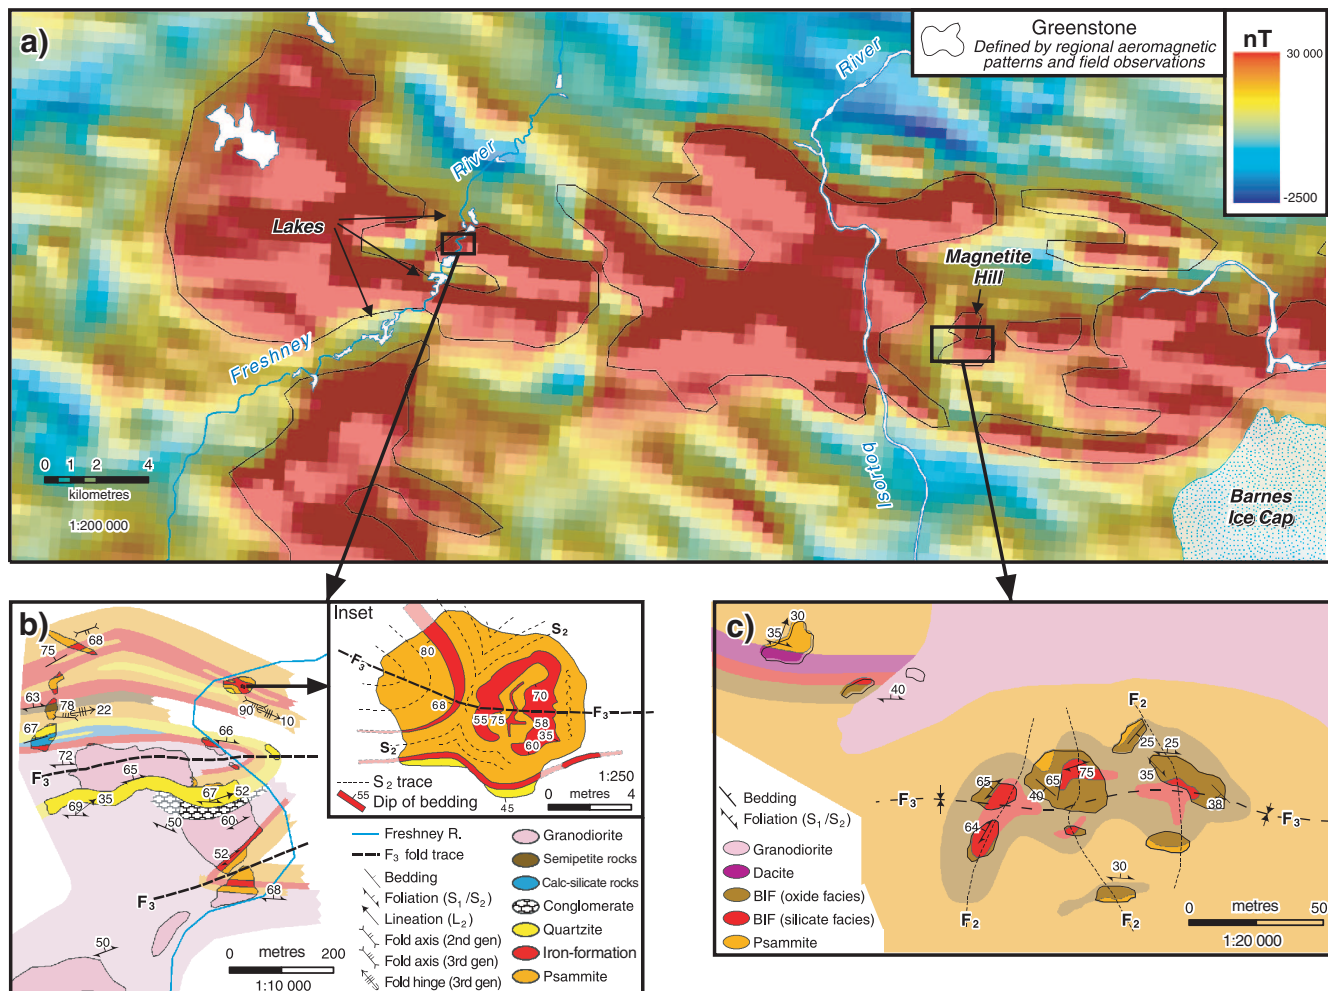 a)
Greenstone
Defined by regional aeromagnetic
patterns and field observations
nT
30 000
-2500
River
River
Lakes
Magnetite
Hill
Freshney
Isortoq
Barnes
Ice Cap
0 1 2 4
kilometres
1:200 000
b)
68
75
63
78
22
67
90
10
66
72
F3
65
35
67
52
69
50
60
52
F3
68
50
0 metres 200
1:10 000
Inset
S2
80
F3
68
70
55
75
58
35
60
F3
S2
45
1:250
0 metres 4
S2 trace
55
Dip of bedding
Freshney R.
F3 fold trace
Bedding
Foliation (S1/S2)
Lineation (L2)
Fold axis (2nd gen)
Fold axis (3rd gen)
Fold hinge (3rd gen)
Granodiorite
Semipetite rocks
Calc-silicate rocks
Conglomerate
Quartzite
Iron-formation
Psammite
c)
30
35
40
F2
25
25
65
65
75
35
40
38
F3
F3
64
30
F2
F2
Bedding
Foliation (S1/S2)
Granodiorite
Dacite
BIF (oxide facies)
BIF (silicate facies)
Psammite
0 metres 50
1:20 000